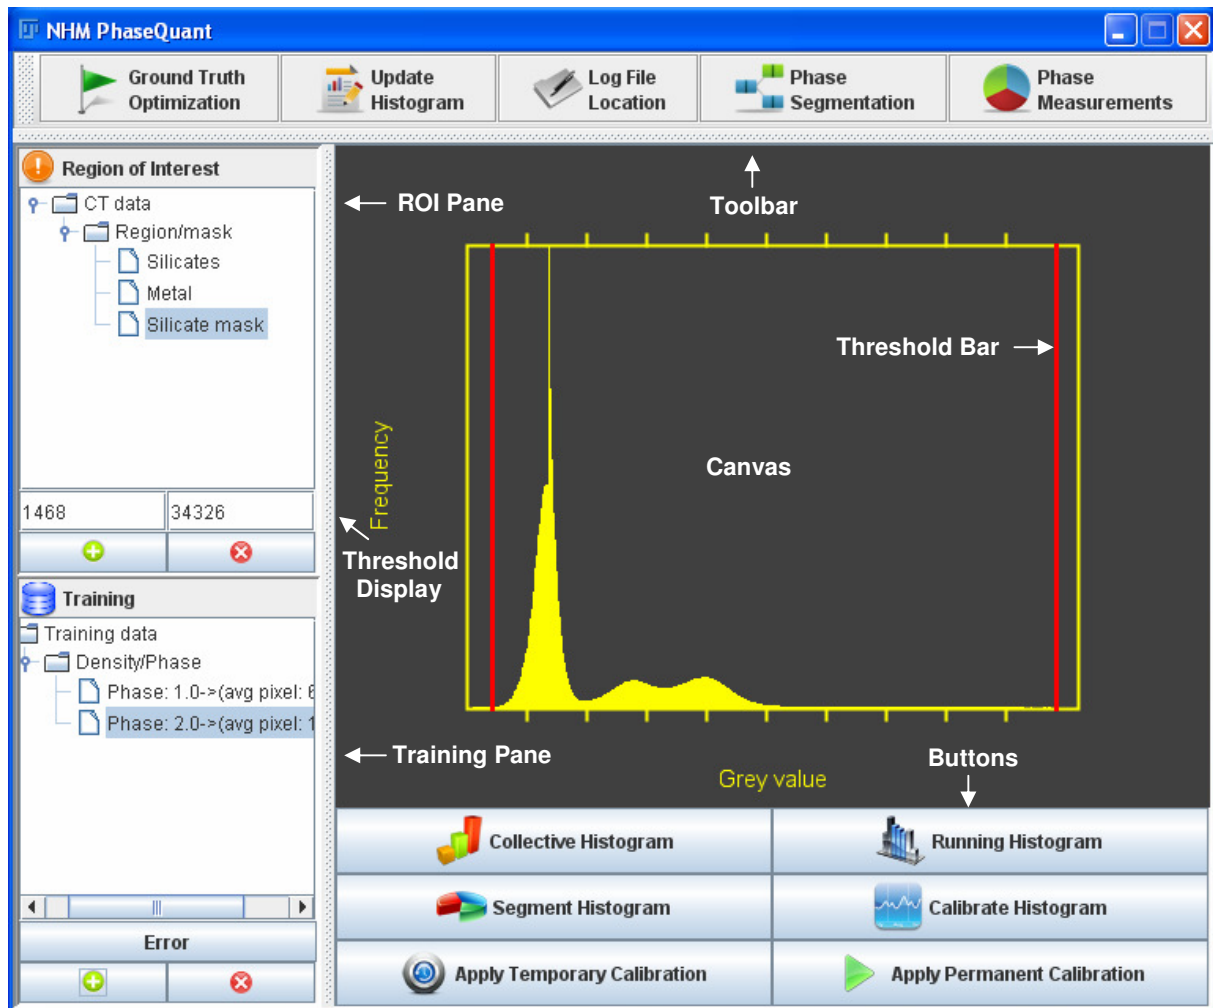 NHM PhaseQuant
Ground Truth
Optimization
Update
Histogram
Log File
Location
Phase
Segmentation
Phase
Measurements
Region of Interest
CT data
Region/mask
Silicates
Metal
Silicate mask
1468
34326
Training
Training data
Density/Phase
Phase: 1.0->(avg pixel: 6
Phase: 2.0->(avg pixel: 1
Error
ROI Pane
Toolbar
Threshold Bar
Canvas
Frequency
Threshold
Display
Training Pane
Grey value
Buttons
Collective Histogram
Running Histogram
Segment Histogram
Calibrate Histogram
Apply Temporary Calibration
Apply Permanent Calibration